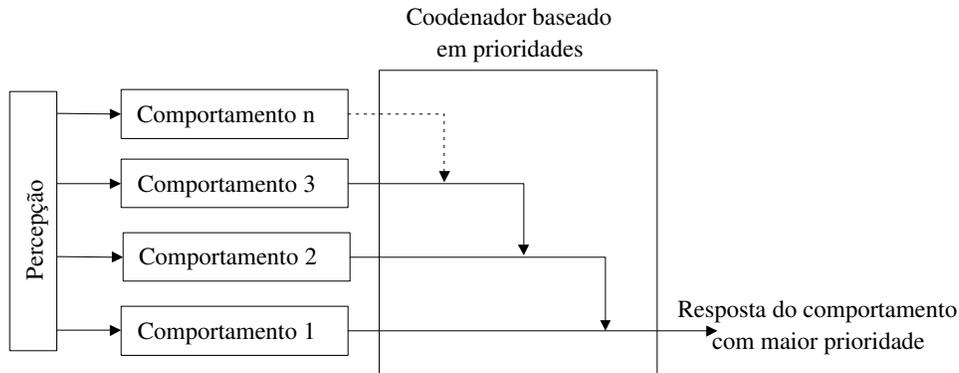 Coodenador baseado
em prioridades
Percepção
Comportamento n
Comportamento 3
Comportamento 2
Comportamento 1
Resposta do comportamento
com maior prioridade